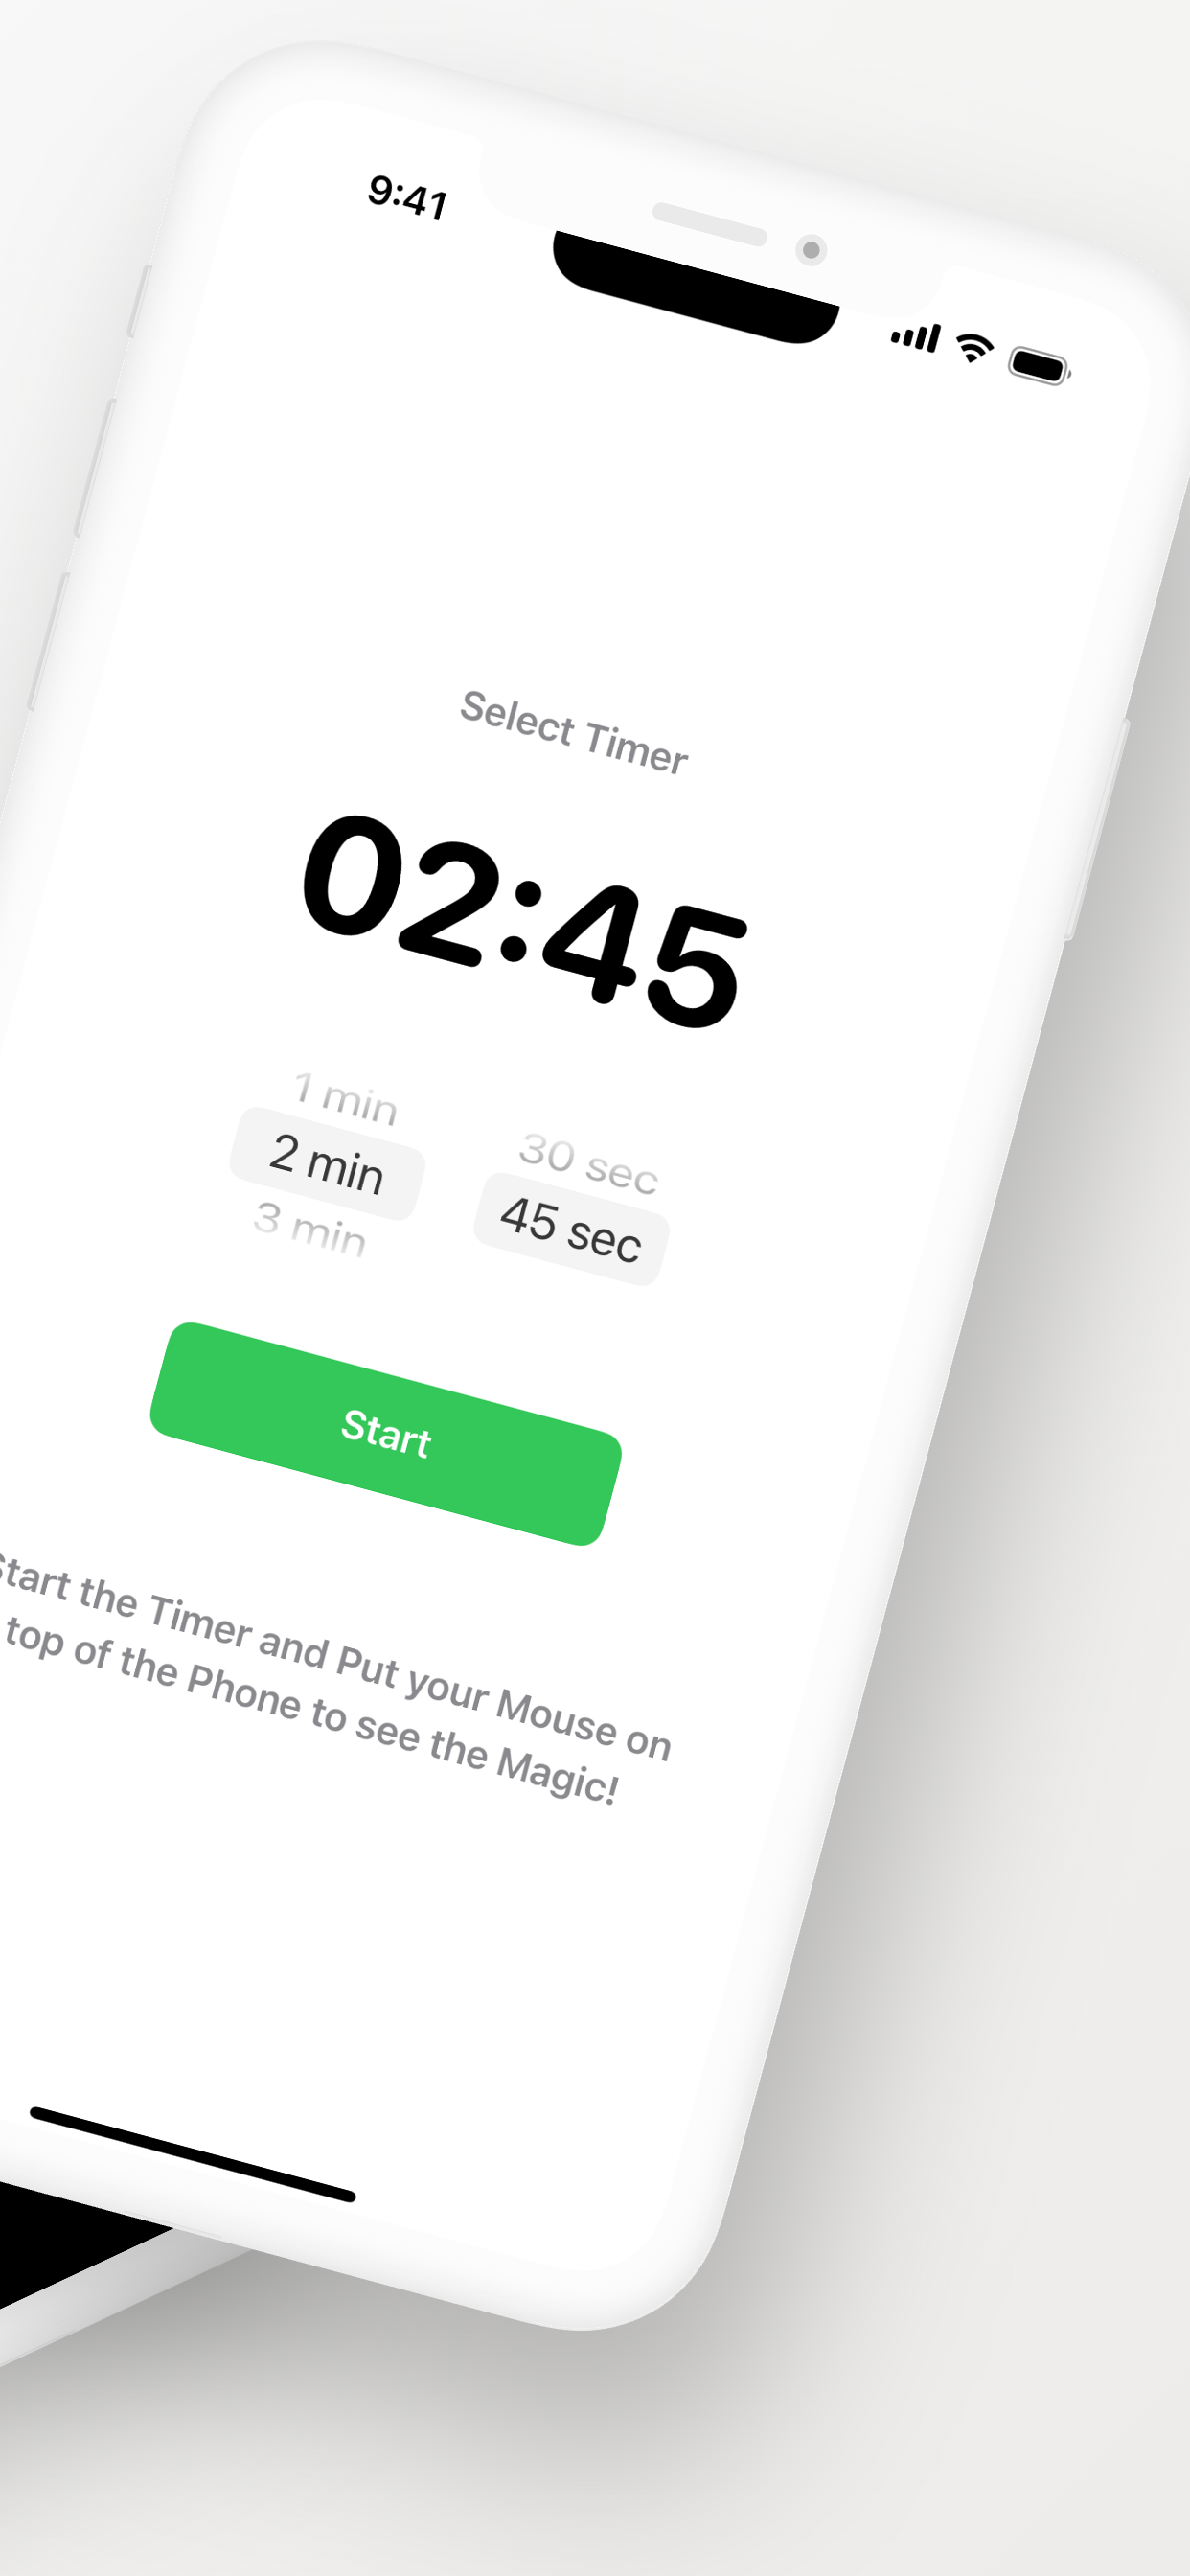 9:41
Select Timer
02:45
1 min
2 min
3 min
30 sec
45 sec
Start
Start the Timer and Put your Mouse on
top of the Phone to see the Magic!